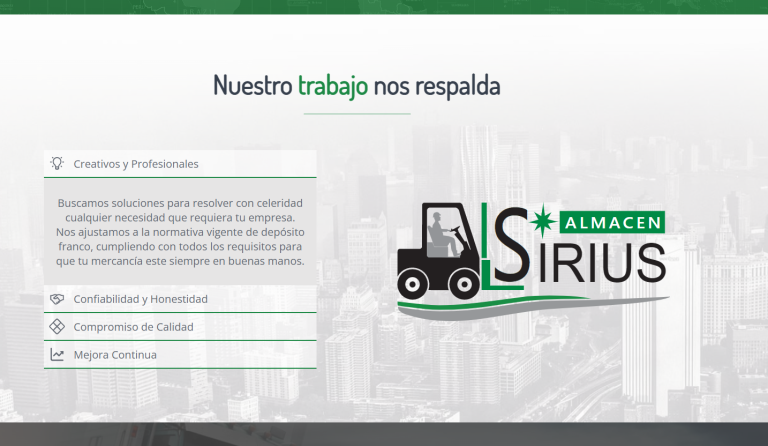 Nuestro trabajo nos respalda
Creativos y Profesionales
Buscamos soluciones para resolver con celeridad
cualquier necesidad que requiera tu empresa.
Nos ajustamos a la normativa vigente de depósito
franco, cumpliendo con todos los requisitos para
que tu mercancía este siempre en buenas manos.
Confiabilidad y Honestidad
Compromiso de Calidad
Mejora Continua
ALMACEN
SIRIUS